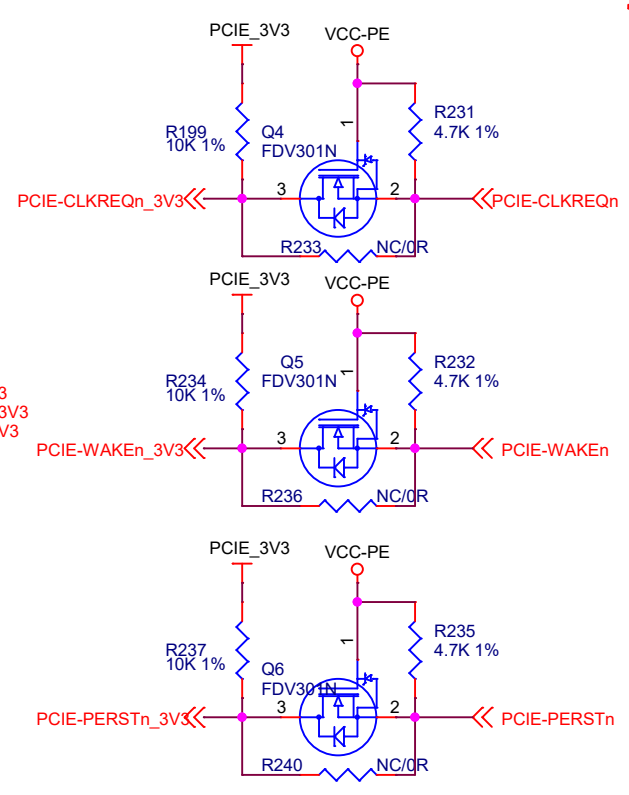 PCIE_3V3
VCC-PE
R199
10K 1%
Q4
FDV301N
R231
4.7K 1%
1
3
2
PCIE-CLKREQn_3V3
PCIE-CLKREQn
R233
NC/0R
PCIE_3V3
VCC-PE
R234
10K 1%
Q5
FDV301N
R232
4.7K 1%
1
3
3V3
V3
3
2
PCIE-WAKEn_3V3
PCIE-WAKEn
R236
NC/0R
PCIE_3V3
VCC-PE
R237
10K 1%
Q6
FDV301N
R235
4.7K 1%
1
3
2
PCIE-PERSTn_3V3
PCIE-PERSTn
R240
NC/0R